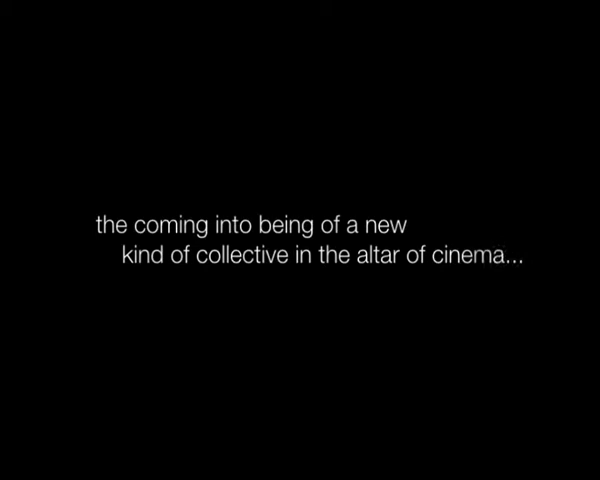 the coming into being of a new
kind of collective in the altar of cinema...